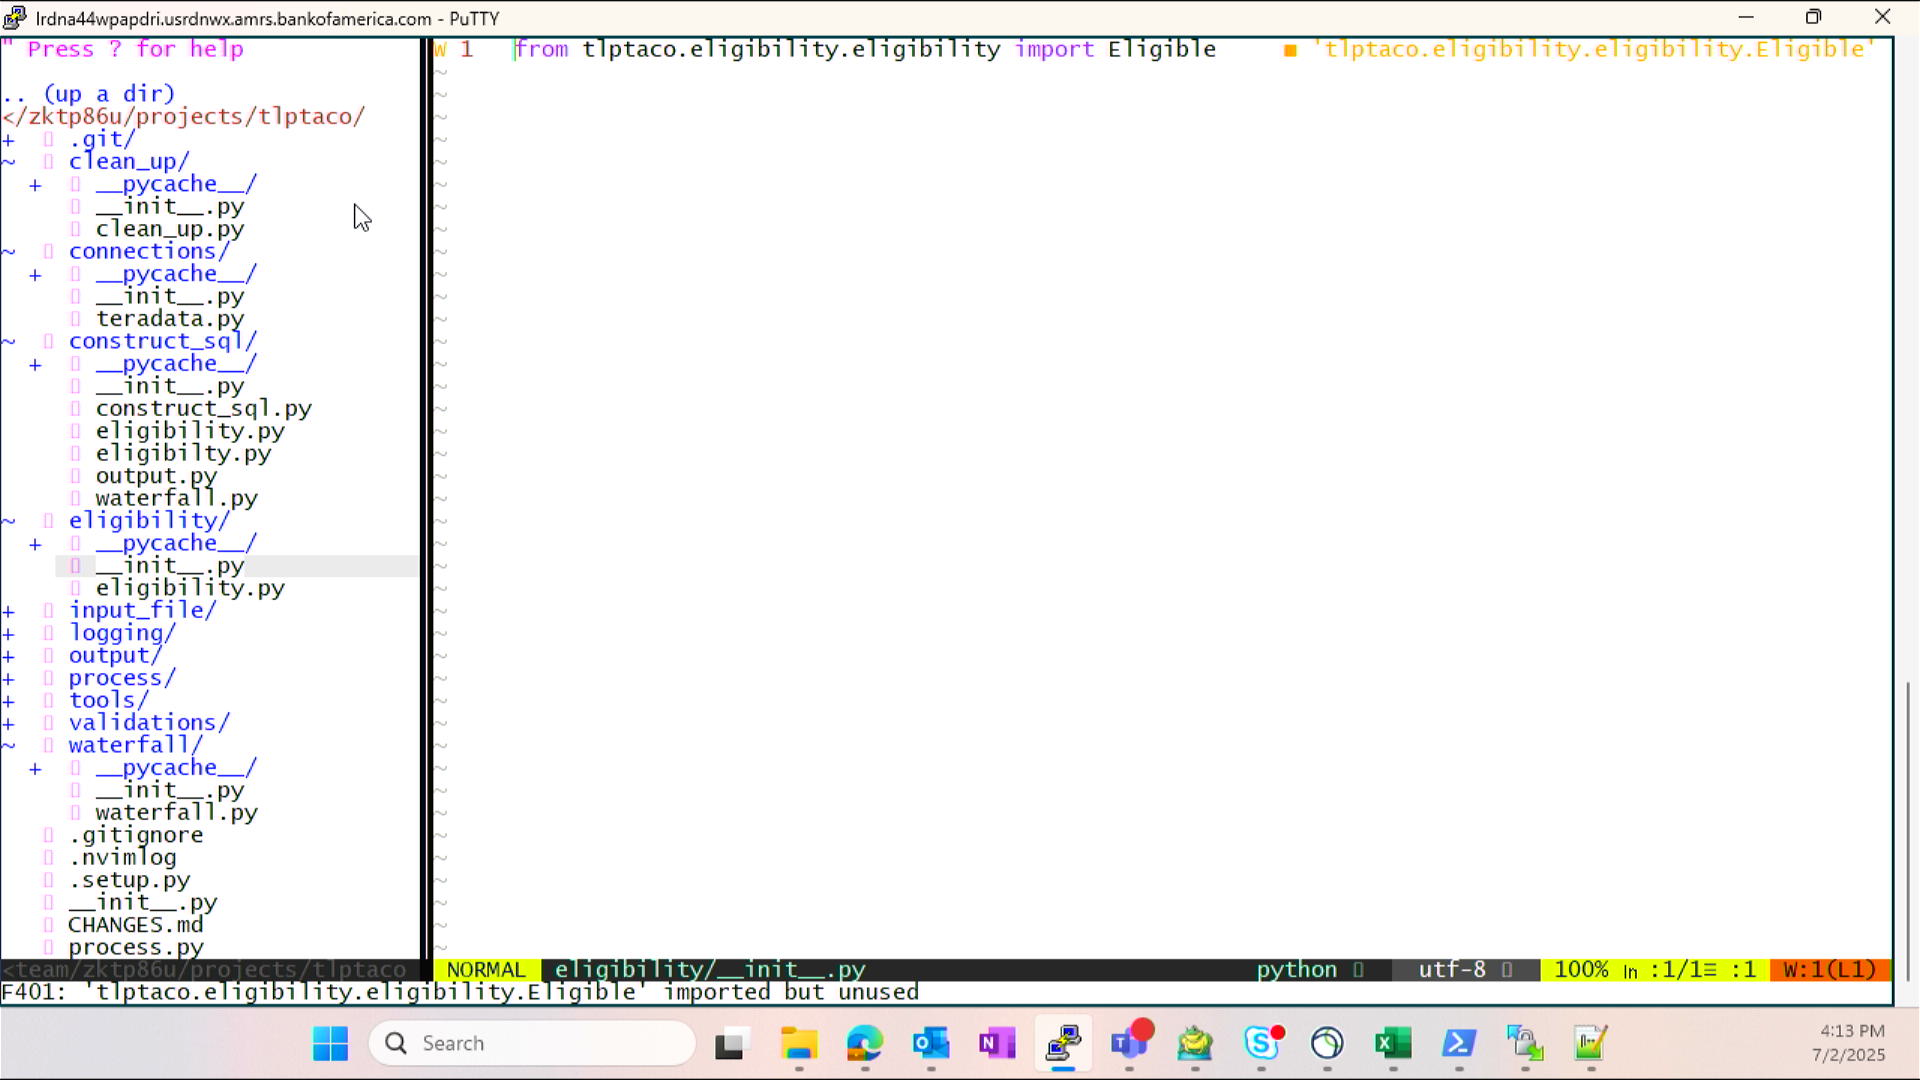 lrdna44wpapdri.usrdnwx.amrs.bankofamerica.com - PuTTY
" Press ? for help
.. (up a dir)
</zktp86u/projects/tlptaco/
+ .git/
~ clean_up/
+ __pycache__/
__init__.py
clean_up.py
~ connections/
+ __pycache__/
__init__.py
teradata.py
~ construct_sql/
+ __pycache__/
__init__.py
construct_sql.py
eligibility.py
eligibilty.py
output.py
waterfall.py
~ eligibility/
+ __pycache__/
__init__.py
eligibility.py
+ input_file/
+ logging/
+ output/
+ process/
+ tools/
+ validations/
~ waterfall/
+ __pycache__/
__init__.py
waterfall.py
.gitignore
.nvimlog
.setup.py
__init__.py
CHANGES.md
process.py
<team/zktp86u/projects/tlptaco
W 1 from tlptaco.eligibility.eligibility import Eligible ■ 'tlptaco.eligibility.eligibility.Eligible'
NORMAL eligibility/__init__.py python utf-8 100% ㏑ :1/1≡ :1 W:1(L1)
F401: 'tlptaco.eligibility.eligibility.Eligible' imported but unused
Search
4:13 PM
7/2/2025